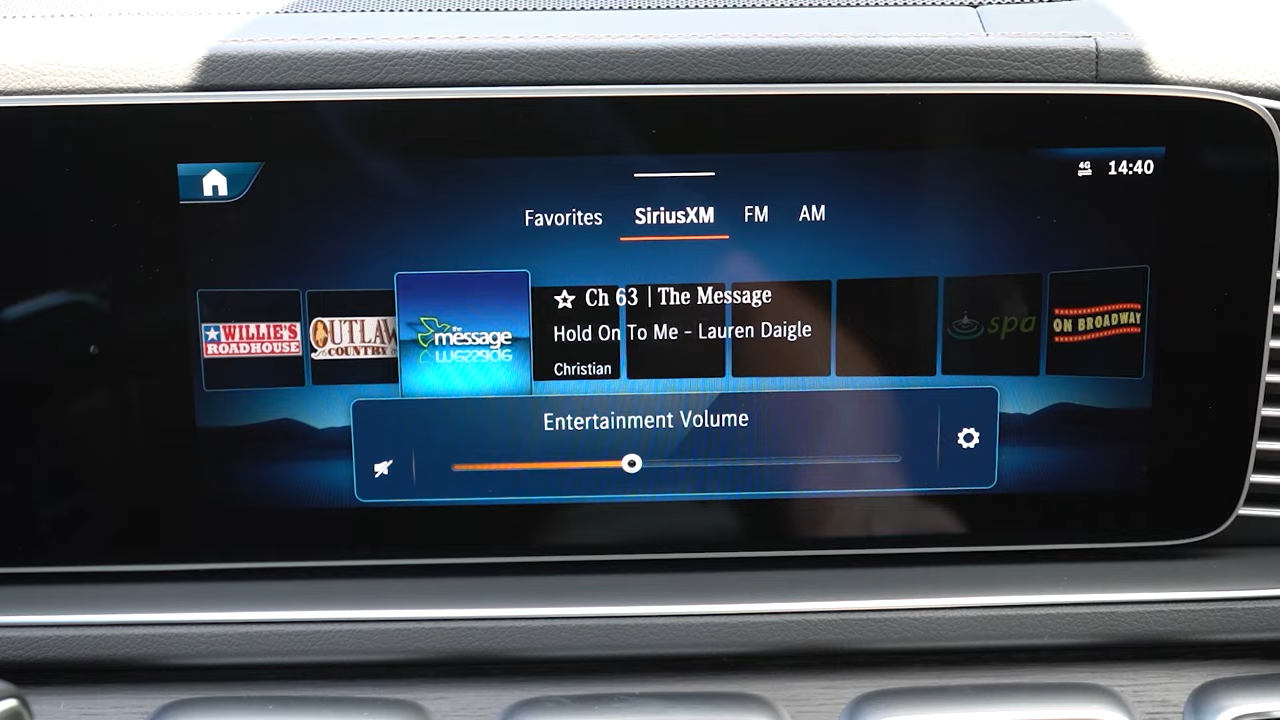 4G 14:40
Favorites SiriusXM FM AM
WILLIE'S
ROADHOUSE
OUTLAW
COUNTRY
the
message
Ch 63 | The Message
Hold On To Me - Lauren Daigle
Christian
spa
ON BROADWAY
Entertainment Volume